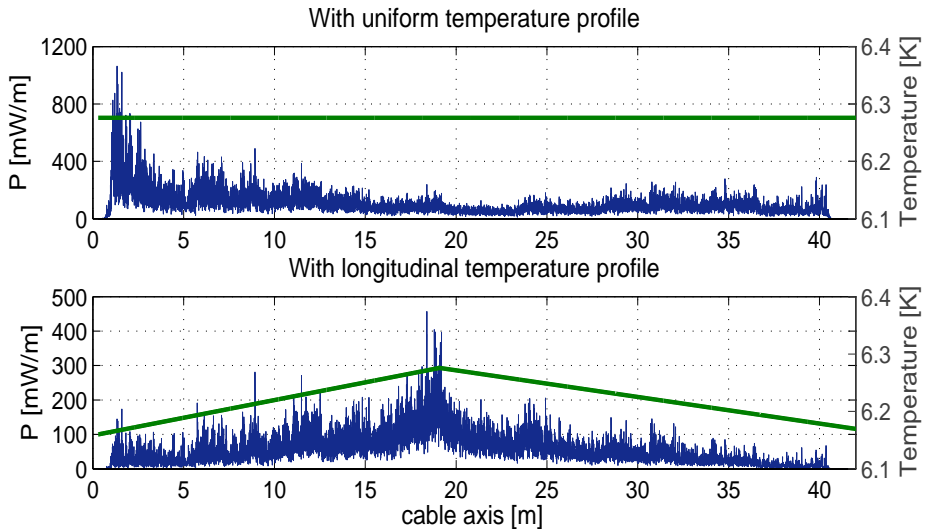 With uniform temperature profile
1200
800
400
0
P [mW/m]
6.4
6.3
6.2
6.1
Temperature [K]
0 5 10 15 20 25 30 35 40
With longitudinal temperature profile
500
400
300
200
100
0
P [mW/m]
6.4
6.3
6.2
6.1
Temperature [K]
0 5 10 15 20 25 30 35 40
cable axis [m]